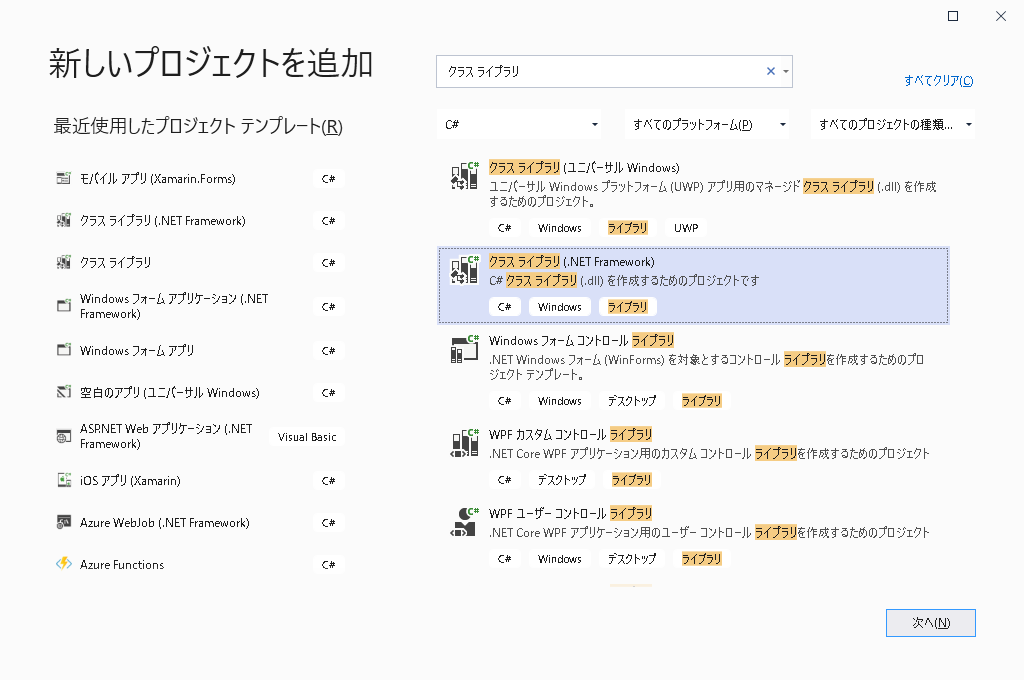 新しいプロジェクトを追加
最近使用したプロジェクト テンプレート(R)
モバイル アプリ (Xamarin.Forms) C#
クラス ライブラリ (.NET Framework) C#
クラス ライブラリ C#
Windows フォーム アプリケーション (.NET
Framework) C#
Windows フォーム アプリ C#
空白のアプリ (ユニバーサル Windows) C#
ASP.NET Web アプリケーション (.NET
Framework) Visual Basic
iOS アプリ (Xamarin) C#
Azure WebJob (.NET Framework) C#
Azure Functions C#
クラス ライブラリ
すべてクリア(C)
C# すべてのプラットフォーム(P) すべてのプロジェクトの種類...
クラス ライブラリ (ユニバーサル Windows)
ユニバーサル Windows プラットフォーム (UWP) アプリ用のマネージド クラス ライブラリ (.dll) を作成
するためのプロジェクト。
C# Windows ライブラリ UWP
クラス ライブラリ (.NET Framework)
C# クラス ライブラリ (.dll) を作成するためのプロジェクトです
C# Windows ライブラリ
Windows フォーム コントロール ライブラリ
.NET Windows フォーム (WinForms) を対象とするコントロール ライブラリを作成するためのプロ
ジェクト テンプレート。
C# Windows デスクトップ ライブラリ
WPF カスタム コントロール ライブラリ
.NET Core WPF アプリケーション用のカスタム コントロール ライブラリを作成するためのプロジェクト
C# デスクトップ ライブラリ
WPF ユーザー コントロール ライブラリ
.NET Core WPF アプリケーション用のユーザー コントロール ライブラリを作成するためのプロジェクト
C# Windows デスクトップ ライブラリ
次へ(N)